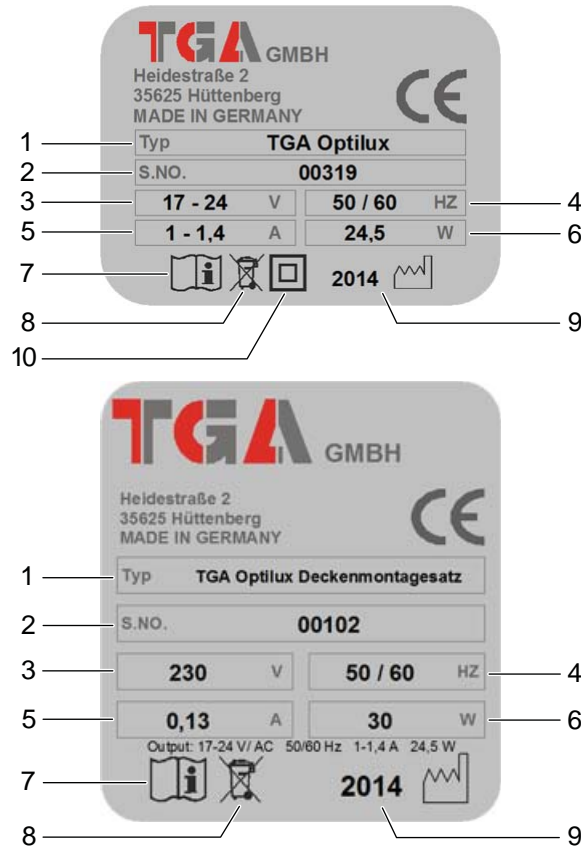 TGA GMBH
Heidestraße 2
35625 Hüttenberg
MADE IN GERMANY
CE
1 Typ TGA Optilux
2 S.NO. 00319
3 17 - 24 V 50 / 60 HZ 4
5 1 - 1,4 A 24,5 W 6
7 2014
8 9
10
TGA GMBH
Heidestraße 2
35625 Hüttenberg
MADE IN GERMANY
CE
1 Typ TGA Optilux Deckenmontagesatz
2 S.NO. 00102
3 230 V 50 / 60 HZ 4
5 0,13 A 30 W 6
Output: 17-24 V/ AC 50/60 Hz 1-1,4 A 24,5 W
7 2014
8 9